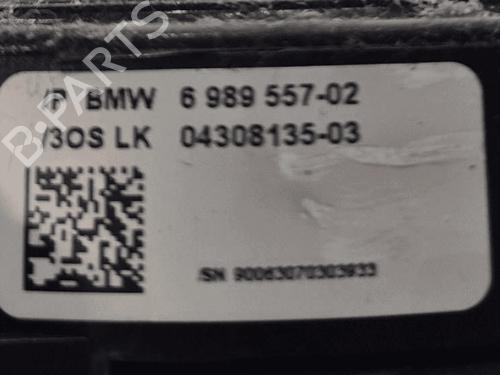 B-PARTS
/P/ BMW 6 989 557-02
/3OS LK 04308135-03
SN 90063070303933